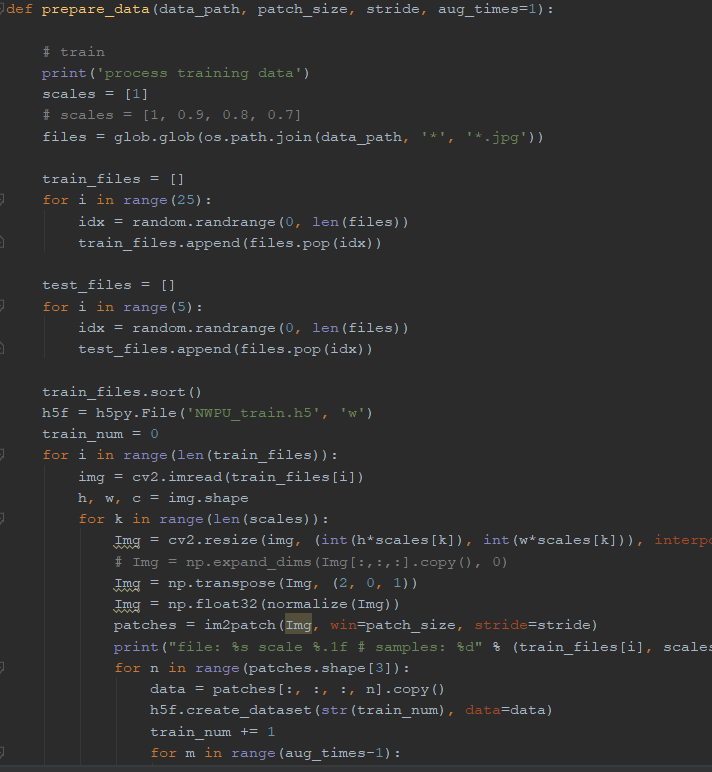 def prepare_data(data_path, patch_size, stride, aug_times=1):
# train
print('process training data')
scales = [1]
# scales = [1, 0.9, 0.8, 0.7]
files = glob.glob(os.path.join(data_path, '*', '*.jpg'))
train_files = []
for i in range(25):
idx = random.randrange(0, len(files))
train_files.append(files.pop(idx))
test_files = []
for i in range(5):
idx = random.randrange(0, len(files))
test_files.append(files.pop(idx))
train_files.sort()
h5f = h5py.File('NWPU_train.h5', 'w')
train_num = 0
for i in range(len(train_files)):
img = cv2.imread(train_files[i])
h, w, c = img.shape
for k in range(len(scales)):
Img = cv2.resize(img, (int(h*scales[k]), int(w*scales[k])), interpo
# Img = np.expand_dims(Img[:,:,:].copy(), 0)
Img = np.transpose(Img, (2, 0, 1))
Img = np.float32(normalize(Img))
patches = im2patch(Img, win=patch_size, stride=stride)
print("file: %s scale %.1f # samples: %d" % (train_files[i], scales
for n in range(patches.shape[3]):
data = patches[:, :, :, n].copy()
h5f.create_dataset(str(train_num), data=data)
train_num += 1
for m in range(aug_times-1):